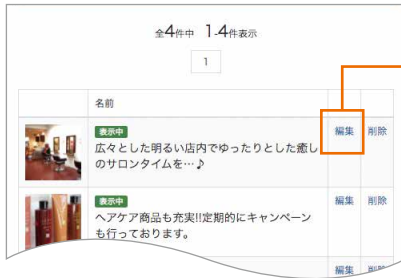 全4件中 1-4件表示
1
名前
表示中
編集 削除
広々とした明るい店内でゆったりとした癒し
のサロンタイムを…♪
表示中
編集 削除
ヘアケア商品も充実!!定期的にキャンペーン
も行っております。
編集 削除